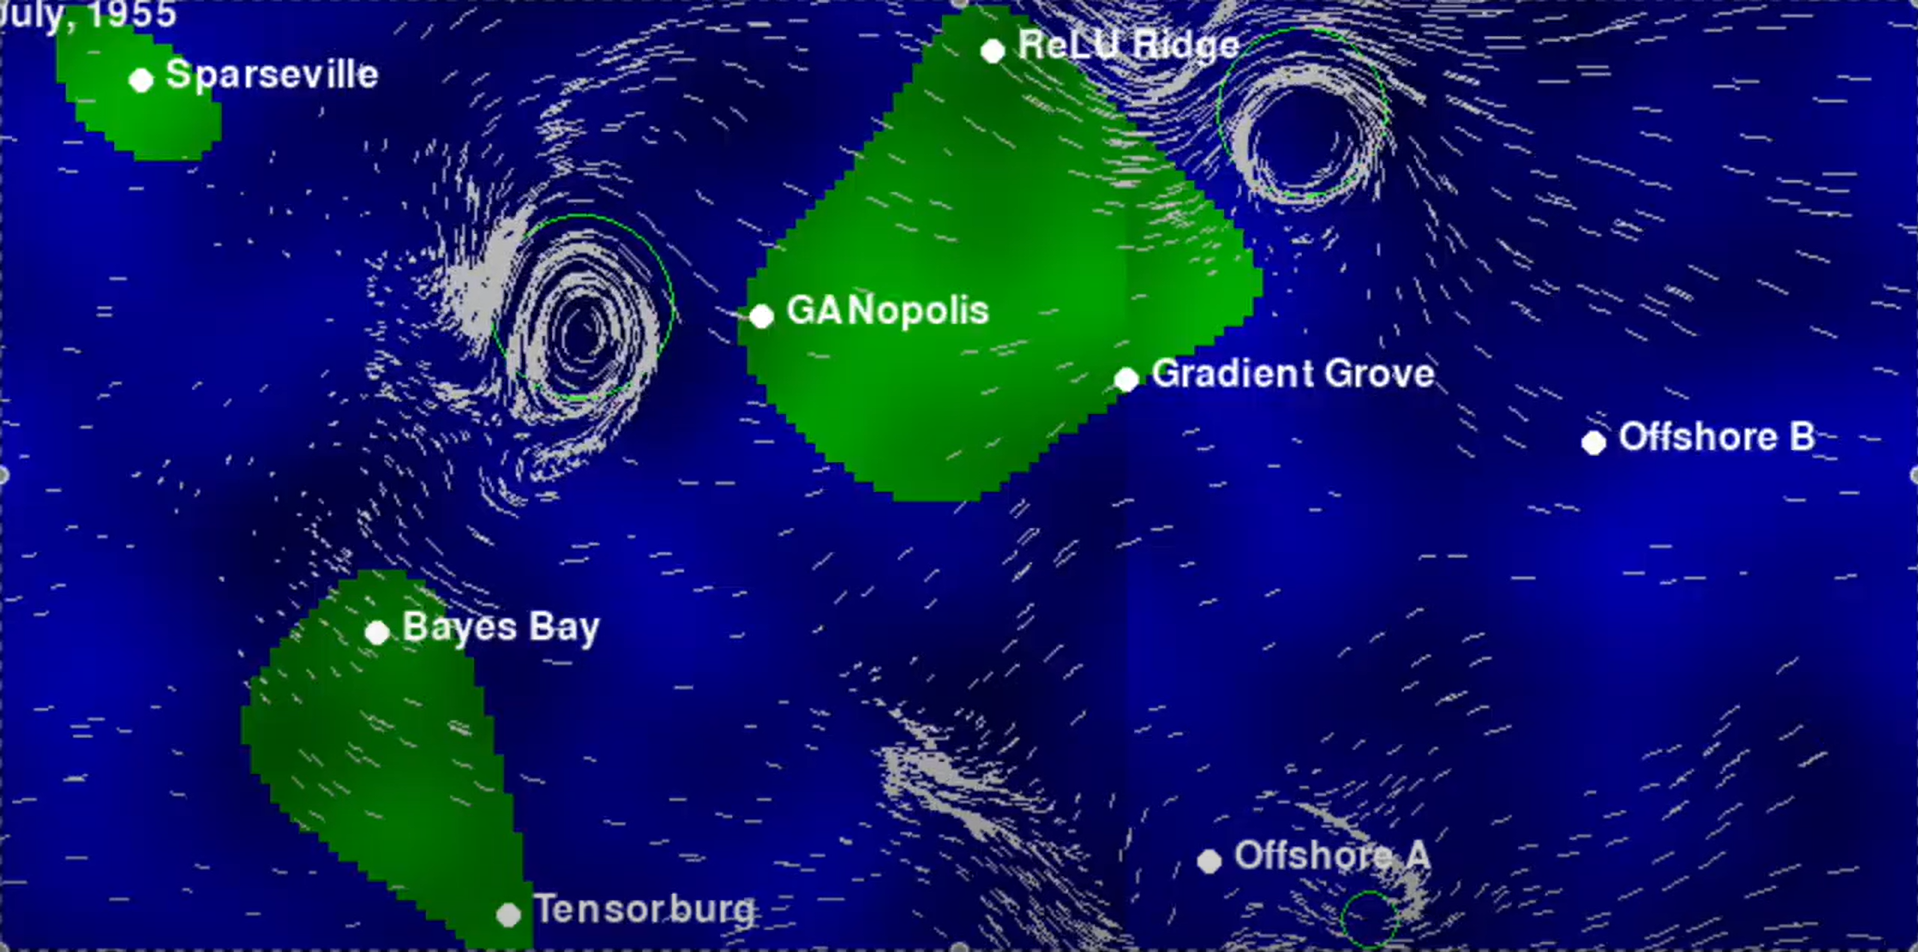 July, 1955
ReLU Ridge
Sparseville
GANopolis
Gradient Grove
Offshore B
Bayes Bay
Offshore A
Tensorburg